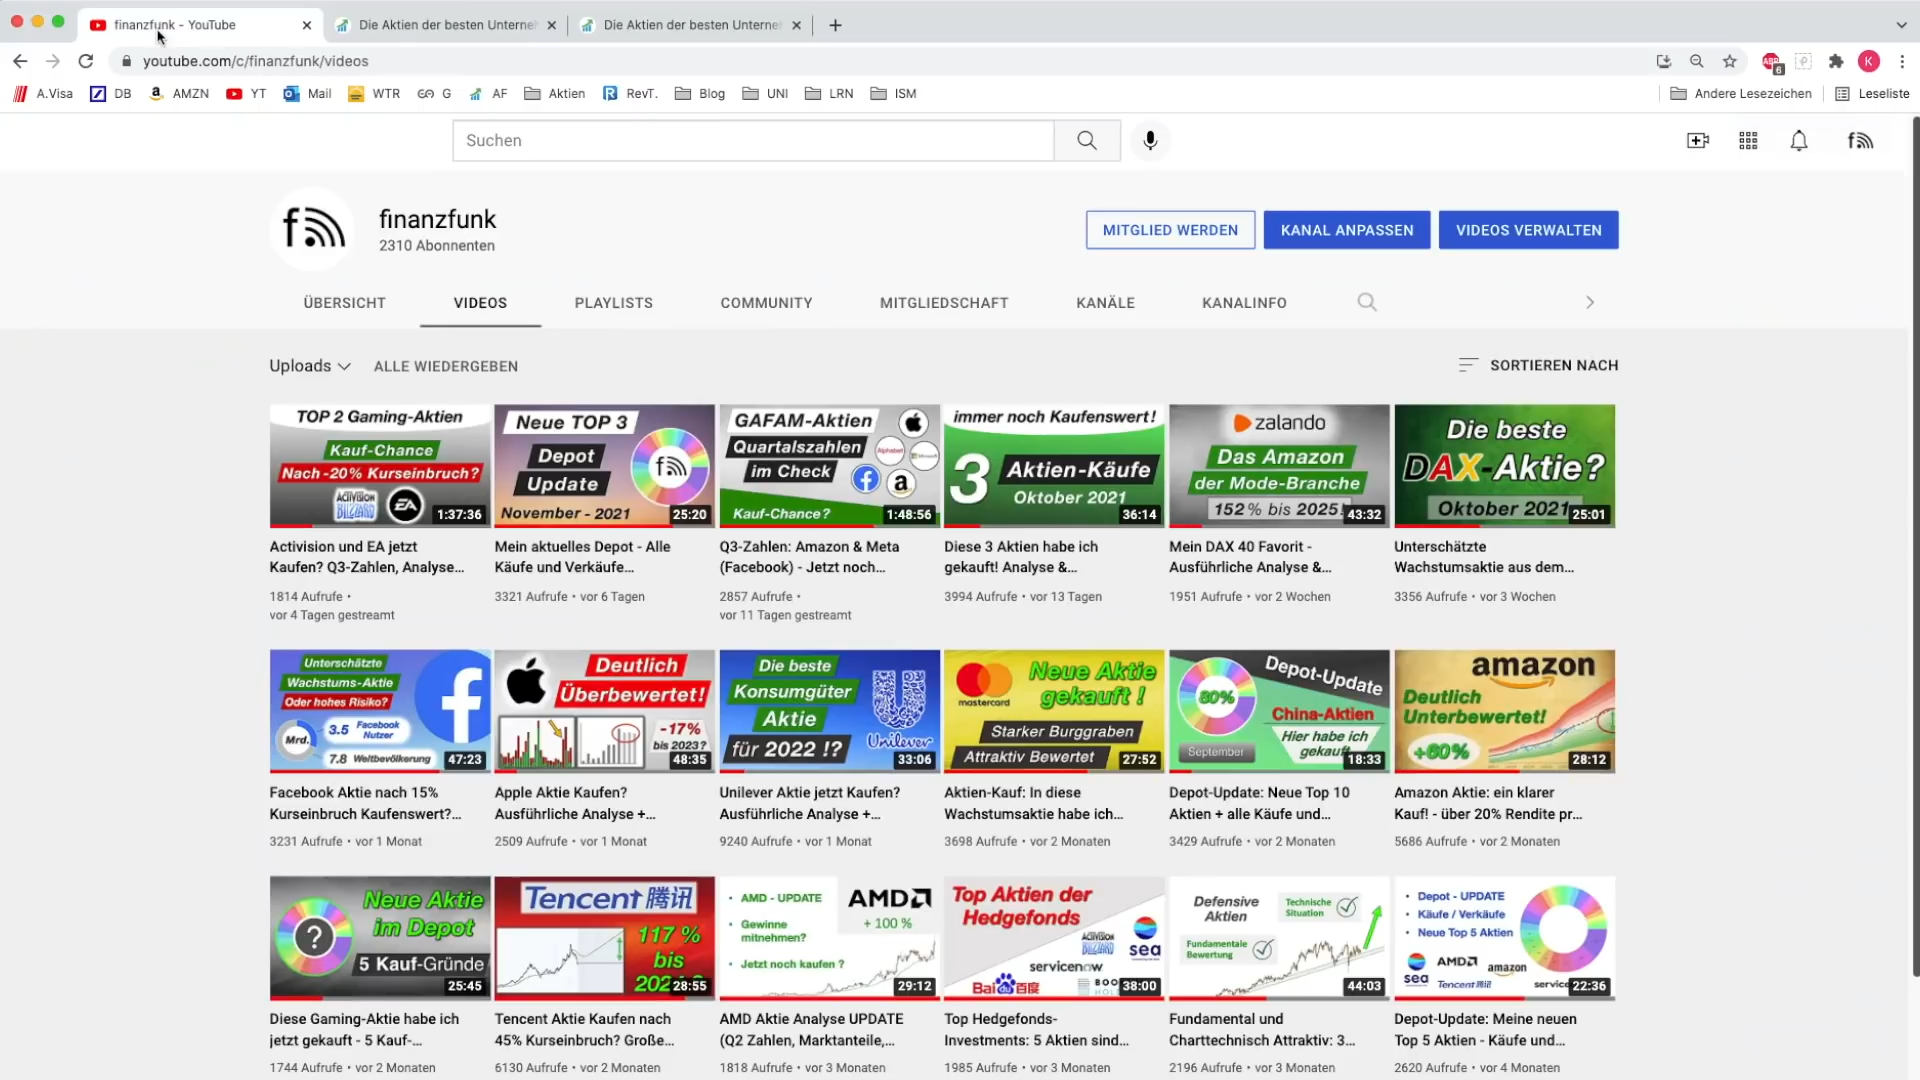 finanzfunk - YouTube
Die Aktien der besten Unterne
Die Aktien der besten Unterne
youtube.com/c/finanzfunk/videos
ABP
6
K
A.Visa
DB
AMZN
YT
Mail
WTR
G
AF
Aktien
RevT.
Blog
UNI
LRN
ISM
Andere Lesezeichen
Leseliste
Suchen
finanzfunk
2310 Abonnenten
MITGLIED WERDEN
KANAL ANPASSEN
VIDEOS VERWALTEN
ÜBERSICHT
VIDEOS
PLAYLISTS
COMMUNITY
MITGLIEDSCHAFT
KANÄLE
KANALINFO
Uploads
ALLE WIEDERGEBEN
SORTIEREN NACH
TOP 2 Gaming-Aktien
Kauf-Chance
Nach -20% Kurseinbruch?
ACTIVISION
BLIZZARD
EA
1:37:36
Neue TOP 3
Depot
Update
November - 2021
25:20
GAFAM-Aktien
Quartalszahlen
Alphabet
Microsoft
im Check
Kauf-Chance?
1:48:56
immer noch Kaufenswert!
3
Aktien-Käufe
Oktober 2021
36:14
zalando
Das Amazon
der Mode-Branche
152% bis 2025!
43:32
Die beste
DAX-Aktie?
Oktober 2021
25:01
Activision und EA jetzt
Kaufen? Q3-Zahlen, Analyse...
1814 Aufrufe •
vor 4 Tagen gestreamt
Mein aktuelles Depot - Alle
Käufe und Verkäufe...
3321 Aufrufe • vor 6 Tagen
Q3-Zahlen: Amazon & Meta
(Facebook) - Jetzt noch...
2857 Aufrufe •
vor 11 Tagen gestreamt
Diese 3 Aktien habe ich
gekauft! Analyse &...
3994 Aufrufe • vor 13 Tagen
Mein DAX 40 Favorit -
Ausführliche Analyse &...
1951 Aufrufe • vor 2 Wochen
Unterschätzte
Wachstumsaktie aus dem...
3356 Aufrufe • vor 3 Wochen
Unterschätzte
Wachstums-Aktie
Oder hohes Risiko?
Mrd.
3.5 Facebook
Nutzer
7.8 Weltbevölkerung
47:23
Deutlich
Überbewertet!
-17%
bis 2023?
48:35
Die beste
Konsumgüter
Aktie
für 2022 !?
Unilever
33:06
mastercard
Neue Aktie
gekauft !
Starker Burggraben
Attraktiv Bewertet
27:52
80%
September
Depot-Update
China-Aktien
Hier habe ich
gekauft
18:33
amazon
Deutlich
Unterbewertet!
+60%
28:12
Facebook Aktie nach 15%
Kurseinbruch Kaufenswert?...
3231 Aufrufe • vor 1 Monat
Apple Aktie Kaufen?
Ausführliche Analyse +...
2509 Aufrufe • vor 1 Monat
Unilever Aktie jetzt Kaufen?
Ausführliche Analyse +...
9240 Aufrufe • vor 1 Monat
Aktien-Kauf: In diese
Wachstumsaktie habe ich...
3698 Aufrufe • vor 2 Monaten
Depot-Update: Neue Top 10
Aktien + alle Käufe und...
3429 Aufrufe • vor 2 Monaten
Amazon Aktie: ein klarer
Kauf! - über 20% Rendite pr...
5686 Aufrufe • vor 2 Monaten
?
Neue Aktie
im Depot
5 Kauf-Gründe
25:45
Tencent 腾讯
117 %
bis
28:55
• AMD - UPDATE
• Gewinne
mitnehmen?
• Jetzt noch kaufen ?
AMD
+ 100 %
29:12
Top Aktien der
Hedgefonds
ACTIVISION
BLIZZARD
sea
servicenow
Bai 百度
38:00
Defensive
Aktien
Technische
Situation
Fundamentale
Bewertung
44:03
• Depot - UPDATE
• Käufe / Verkäufe
• Neue Top 5 Aktien
sea
AMD
amazon
Tencent 腾讯
22:36
Diese Gaming-Aktie habe ich
jetzt gekauft - 5 Kauf-...
1744 Aufrufe • vor 2 Monaten
Tencent Aktie Kaufen nach
45% Kurseinbruch? Große...
6130 Aufrufe • vor 2 Monaten
AMD Aktie Analyse UPDATE
(Q2 Zahlen, Marktanteile,...
1818 Aufrufe • vor 3 Monaten
Top Hedgefonds-
Investments: 5 Aktien sind...
1985 Aufrufe • vor 3 Monaten
Fundamental und
Charttechnisch Attraktiv: 3...
2196 Aufrufe • vor 3 Monaten
Depot-Update: Meine neuen
Top 5 Aktien - Käufe und...
2620 Aufrufe • vor 4 Monaten